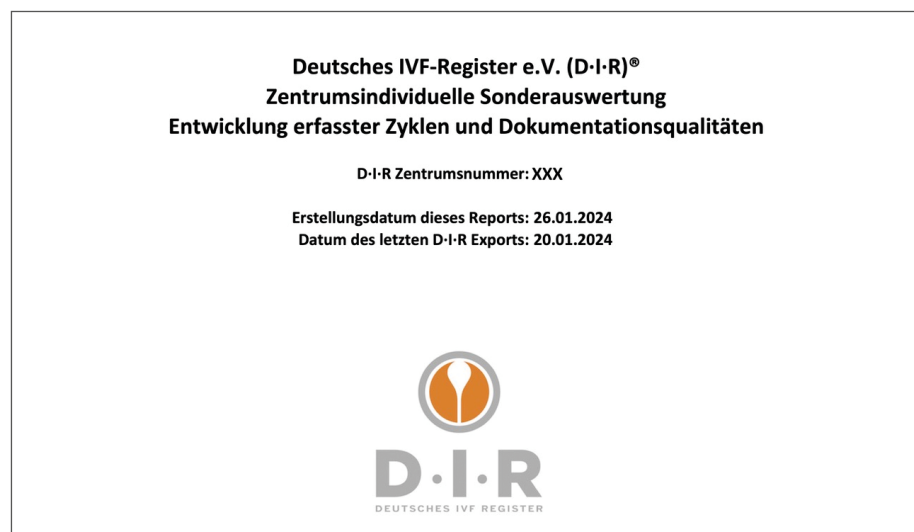 Deutsches IVF-Register e.V. (D·I·R)®
Zentrumsindividuelle Sonderauswertung
Entwicklung erfasster Zyklen und Dokumentationsqualitäten
D·I·R Zentrumsnummer: XXX
Erstellungsdatum dieses Reports: 26.01.2024
Datum des letzten D·I·R Exports: 20.01.2024
D·I·R
DEUTSCHES IVF REGISTER